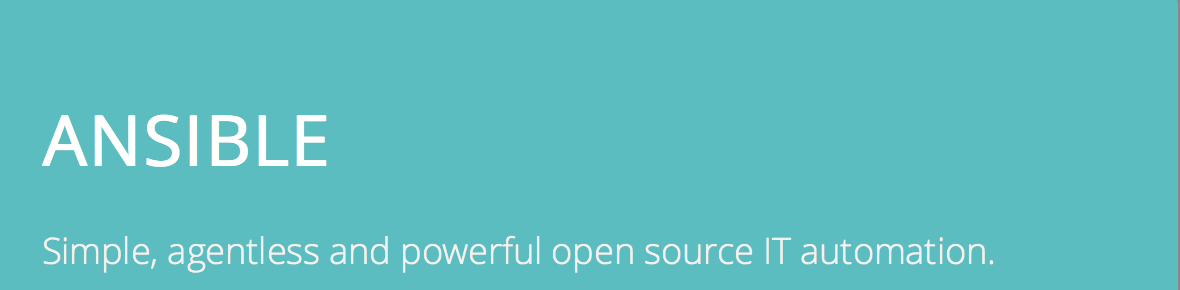 ANSIBLE
Simple, agentless and powerful open source IT automation.